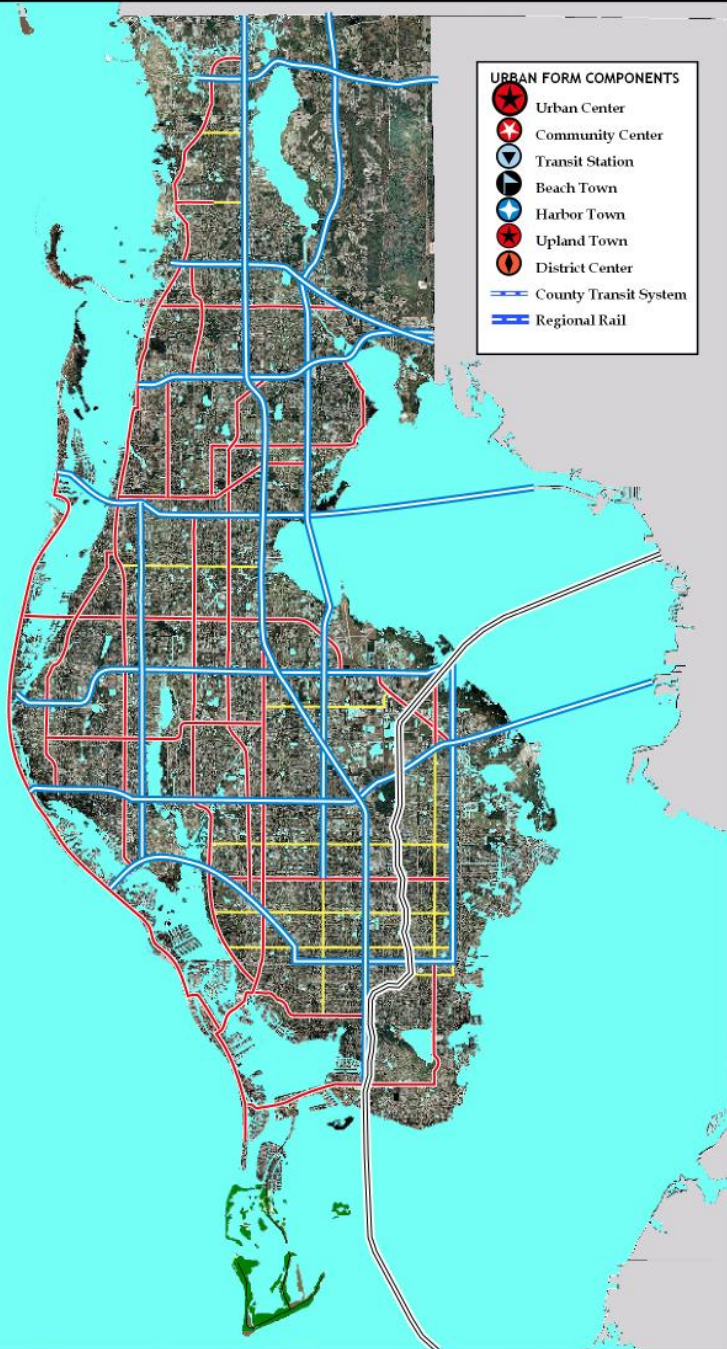 URBAN FORM COMPONENTS
Urban Center
Community Center
Transit Station
Beach Town
Harbor Town
Upland Town
District Center
County Transit System
Regional Rail